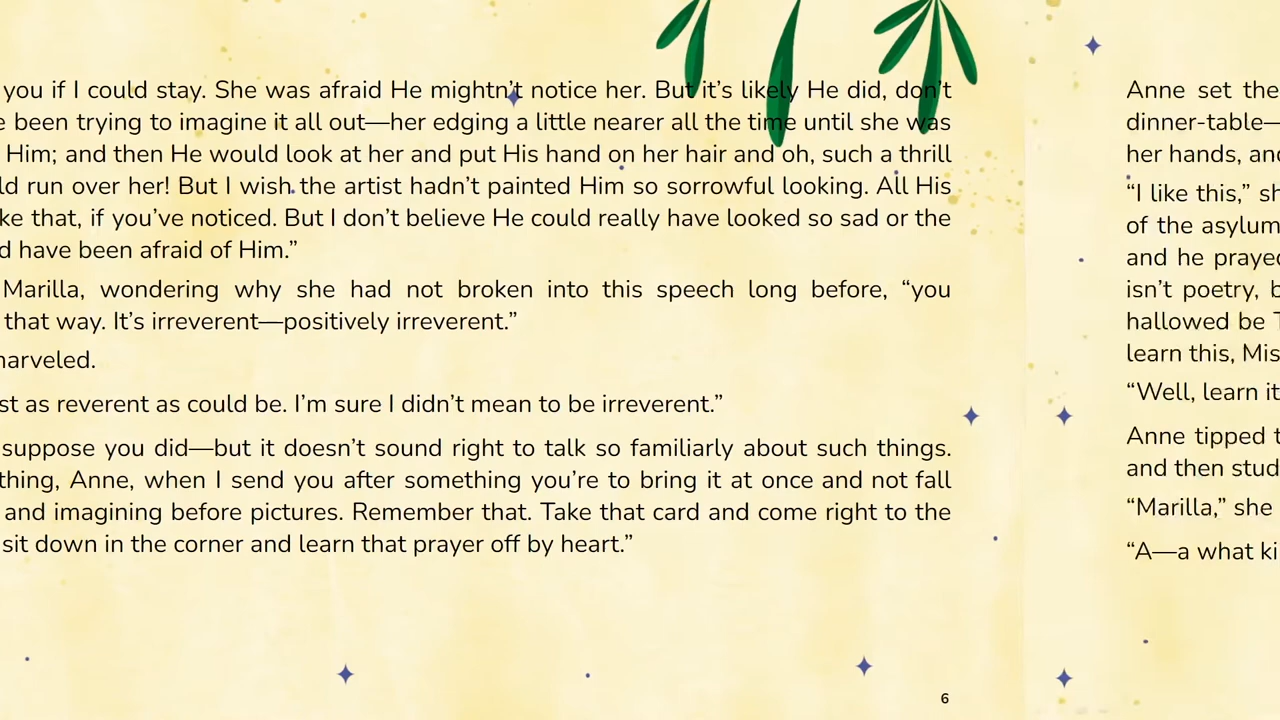 you if I could stay. She was afraid He mightn’t notice her. But it’s likely He did, don’t
been trying to imagine it all out—her edging a little nearer all the time until she was
Him; and then He would look at her and put His hand on her hair and oh, such a thrill
run over her! But I wish the artist hadn’t painted Him so sorrowful looking. All His
that, if you’ve noticed. But I don’t believe He could really have looked so sad or the
have been afraid of Him.”
Marilla, wondering why she had not broken into this speech long before, “you
that way. It’s irreverent—positively irreverent.”
marveled.
as reverent as could be. I’m sure I didn’t mean to be irreverent.”
suppose you did—but it doesn’t sound right to talk so familiarly about such things.
thing, Anne, when I send you after something you’re to bring it at once and not fall
and imagining before pictures. Remember that. Take that card and come right to the
sit down in the corner and learn that prayer off by heart.”
6
Anne set the
dinner-table—
her hands, and
“I like this,” sh
of the asylum
and he prayed
isn’t poetry, b
hallowed be T
learn this, Mis
“Well, learn it
Anne tipped t
and then stud
“Marilla,” she
“A—a what ki